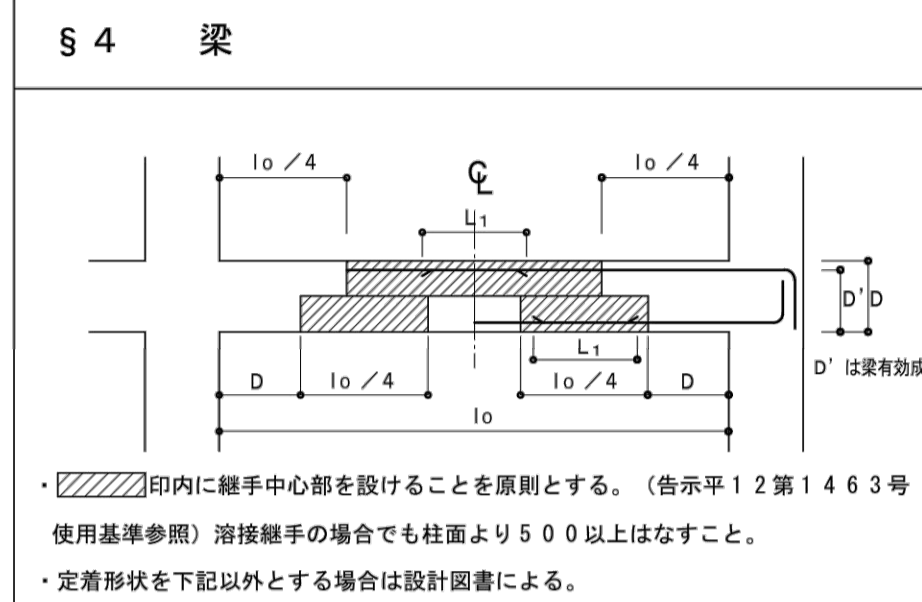 §４　梁
lo／4
lo／4
℄
L1
D'
D
L1
D
lo／4
lo／4
D
D'は梁有効成
lo
・印内に継手中心部を設けることを原則とする。（告示平１２第１４６３号
使用基準参照）溶接継手の場合でも柱面より５００以上はなすこと。
・定着形状を下記以外とする場合は設計図書による。